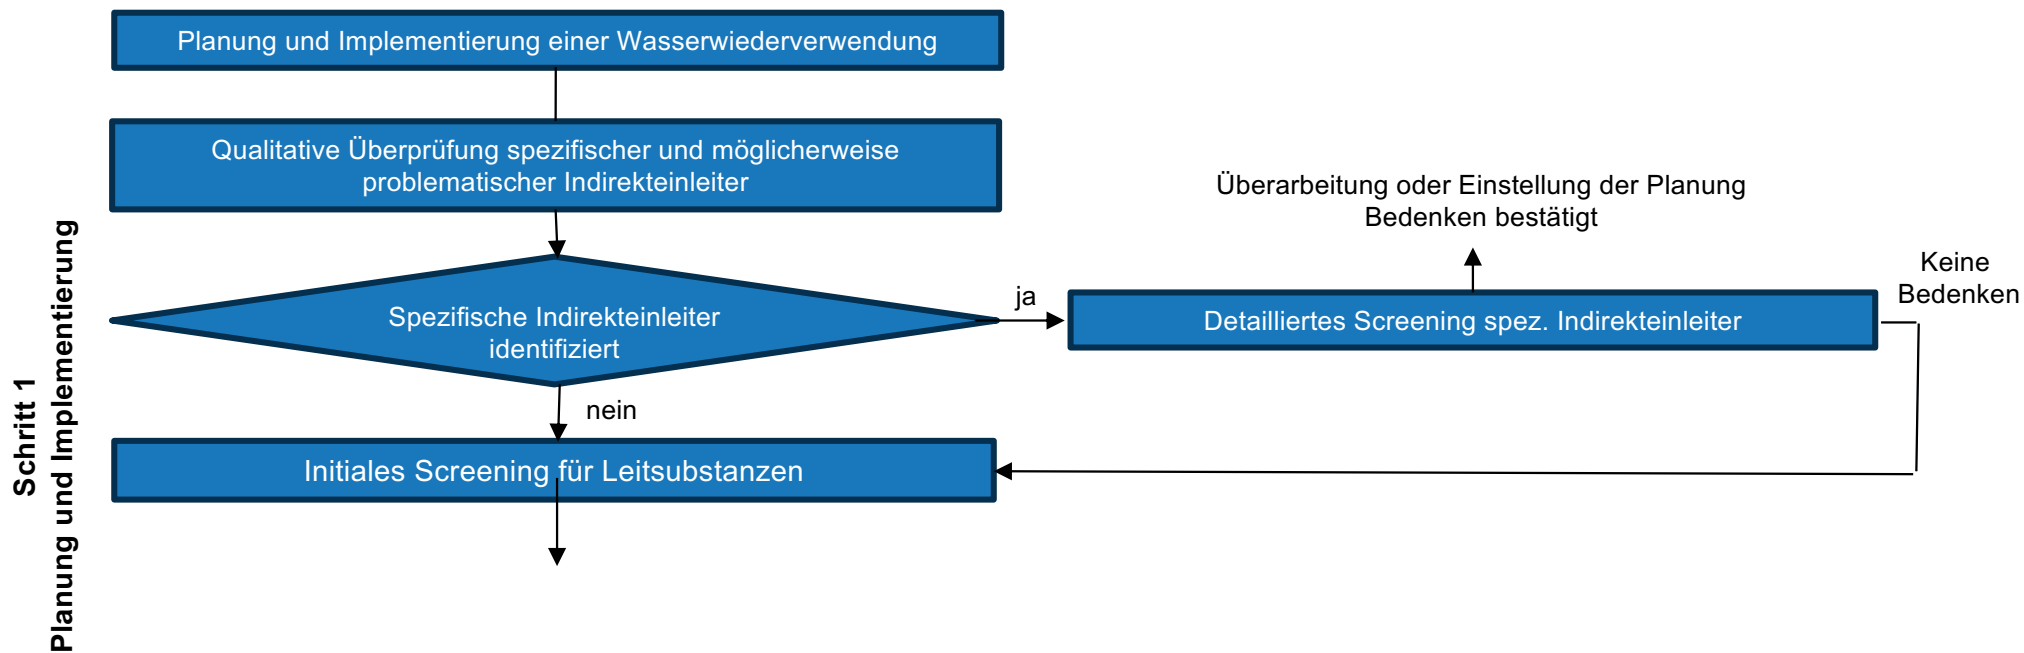 Schritt 1
Planung und Implementierung
Planung und Implementierung einer Wasserwiederverwendung
Qualitative Überprüfung spezifischer und möglicherweise
problematischer Indirekteinleiter
Spezifische Indirekteinleiter
identifiziert
ja
Überarbeitung oder Einstellung der Planung
Bedenken bestätigt
Detailliertes Screening spez. Indirekteinleiter
Keine
Bedenken
nein
Initiales Screening für Leitsubstanzen